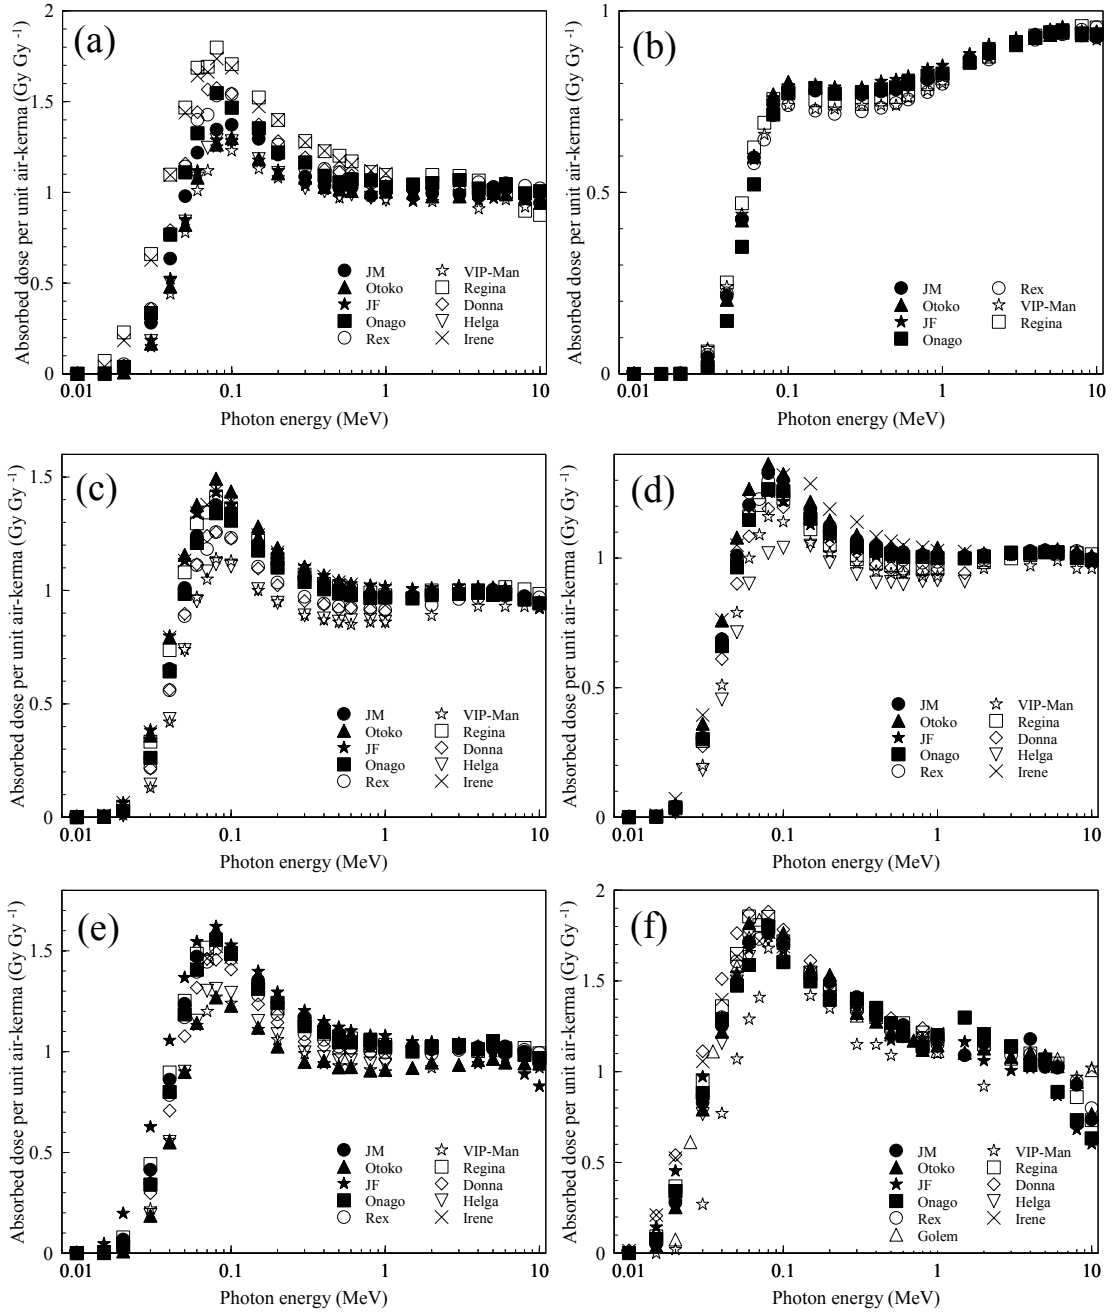 (a)
Absorbed dose per unit air-kerma (Gy Gy -1)
2
1.5
1
0.5
0
0.01 0.1 1 10
Photon energy (MeV)
JM VIP-Man
Otoko Regina
JF Donna
Onago Helga
Rex Irene
(b)
Absorbed dose per unit air-kerma (Gy Gy -1)
1
0.5
0
0.01 0.1 1 10
Photon energy (MeV)
JM Rex
Otoko VIP-Man
JF Regina
Onago
(c)
Absorbed dose per unit air-kerma (Gy Gy -1)
1.5
1
0.5
0
0.01 0.1 1 10
Photon energy (MeV)
JM VIP-Man
Otoko Regina
JF Donna
Onago Helga
Rex Irene
(d)
Absorbed dose per unit air-kerma (Gy Gy -1)
1
0.5
0
0.01 0.1 1 10
Photon energy (MeV)
JM VIP-Man
Otoko Regina
JF Donna
Onago Helga
Rex Irene
(e)
Absorbed dose per unit air-kerma (Gy Gy -1)
1.5
1
0.5
0
0.01 0.1 1 10
Photon energy (MeV)
JM VIP-Man
Otoko Regina
JF Donna
Onago Helga
Rex Irene
(f)
Absorbed dose per unit air-kerma (Gy Gy -1)
2
1.5
1
0.5
0
0.01 0.1 1 10
Photon energy (MeV)
JM VIP-Man
Otoko Regina
JF Donna
Onago Helga
Rex Irene
Golem